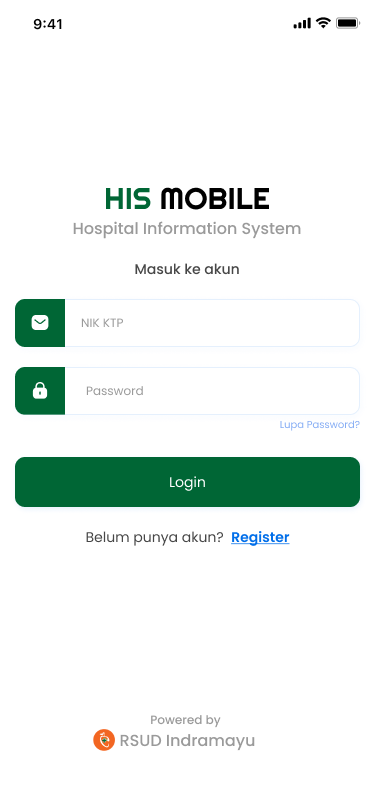 9:41
HIS MOBILE
Hospital Information System
Masuk ke akun
NIK KTP
Password
Lupa Password?
Login
Belum punya akun? Register
Powered by
RSUD Indramayu